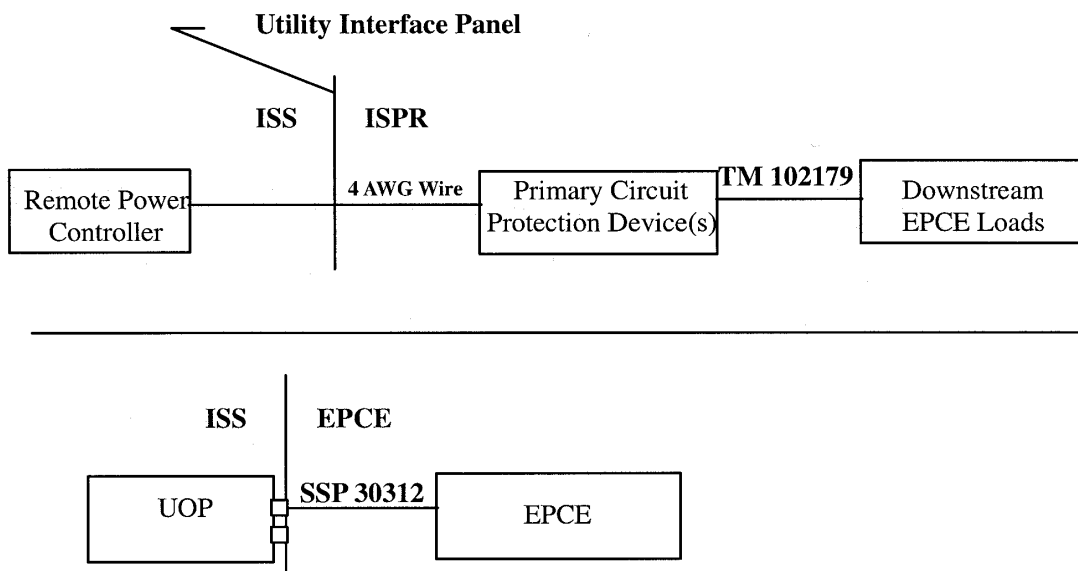 Utility Interface Panel
ISS
ISPR
Remote Power
Controller
4 AWG Wire
Primary Circuit
Protection Device(s)
TM 102179
Downstream
EPCE Loads
ISS
EPCE
UOP
SSP 30312
EPCE